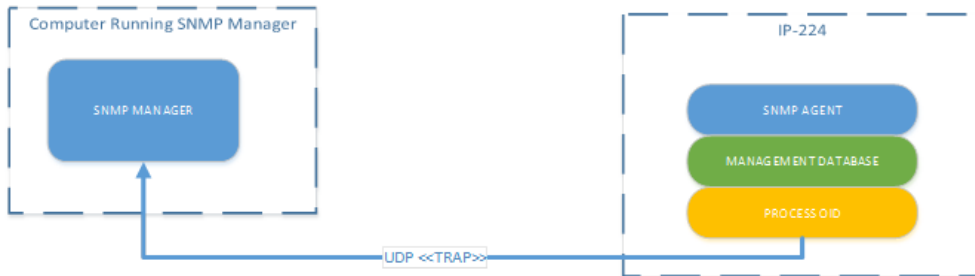 Computer Running SNMP Manager
SNMP MANAGER
IP-224
SNMP AGENT
MANAGEMENT DATABASE
PROCESS OID
UDP <<TRAP>>